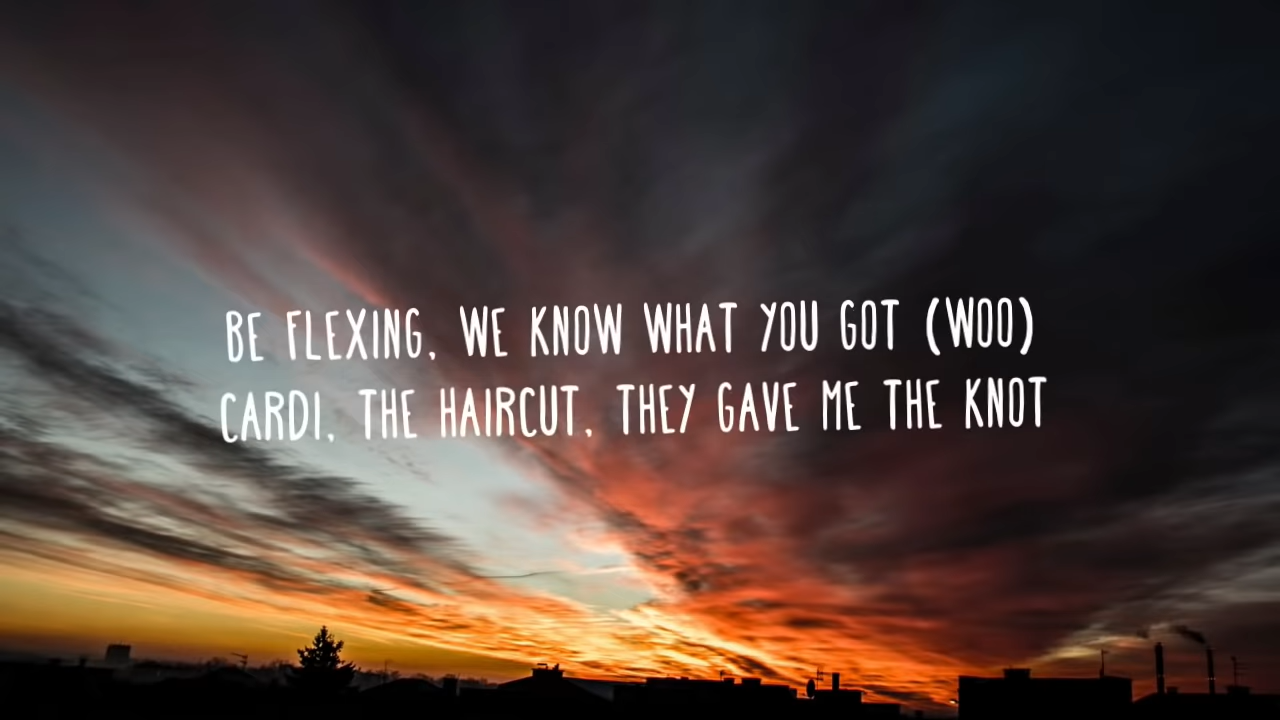 BE FLEXING, WE KNOW WHAT YOU GOT (WOO)
CARDI, THE HAIRCUT, THEY GAVE ME THE KNOT